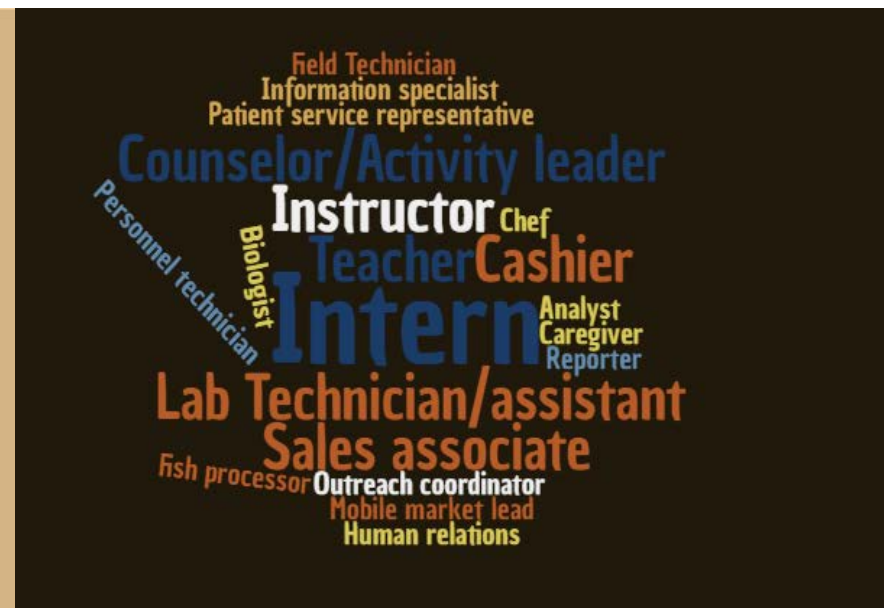 Field Technician
Information specialist
Patient service representative
Counselor/Activity leader
Personnel technician
Instructor
Chef
Biologist
Teacher
Cashier
Intern
Analyst
Caregiver
Reporter
Lab Technician/assistant
Sales associate
Fish processor
Outreach coordinator
Mobile market lead
Human relations